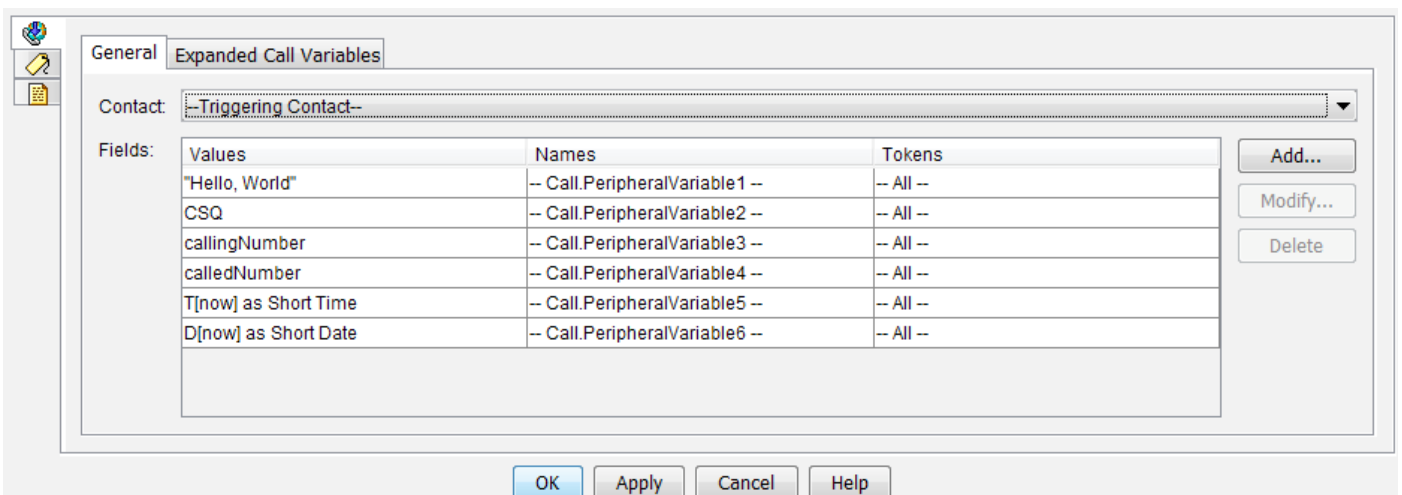 General Expanded Call Variables
Contact: --Triggering Contact--
Fields: Values Names Tokens Add...
"Hello, World" -- Call.PeripheralVariable1 -- -- All --
Modify...
CSQ -- Call.PeripheralVariable2 -- -- All --
callingNumber -- Call.PeripheralVariable3 -- -- All -- Delete
calledNumber -- Call.PeripheralVariable4 -- -- All --
T[now] as Short Time -- Call.PeripheralVariable5 -- -- All --
D[now] as Short Date -- Call.PeripheralVariable6 -- -- All --
OK Apply Cancel Help